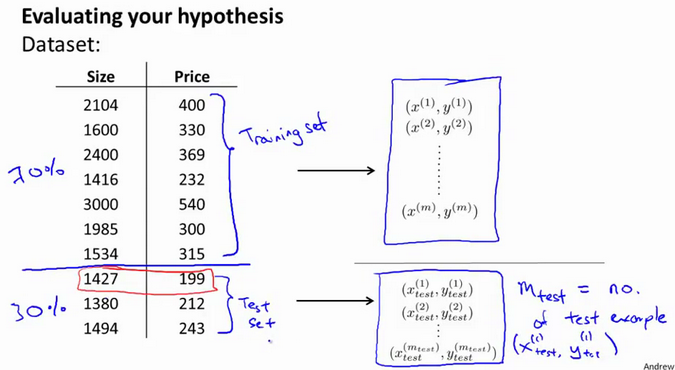 Evaluating your hypothesis
Dataset:
Size Price
2104 400
1600 330
2400 369
1416 232
3000 540
1985 300
1534 315
1427 199
1380 212
1494 243
70%
30%
Training set
Test
set
(x^{(1)}, y^{(1)})
(x^{(2)}, y^{(2)})
⋮
(x^{(m)}, y^{(m)})
(x_{test}^{(1)}, y_{test}^{(1)})
(x_{test}^{(2)}, y_{test}^{(2)})
⋮
(x_{test}^{(m_{test})}, y_{test}^{(m_{test})})
m_{test} = no.
of test example
(x_{test}^{(1)}, y_{test}^{(1)})
Andrew